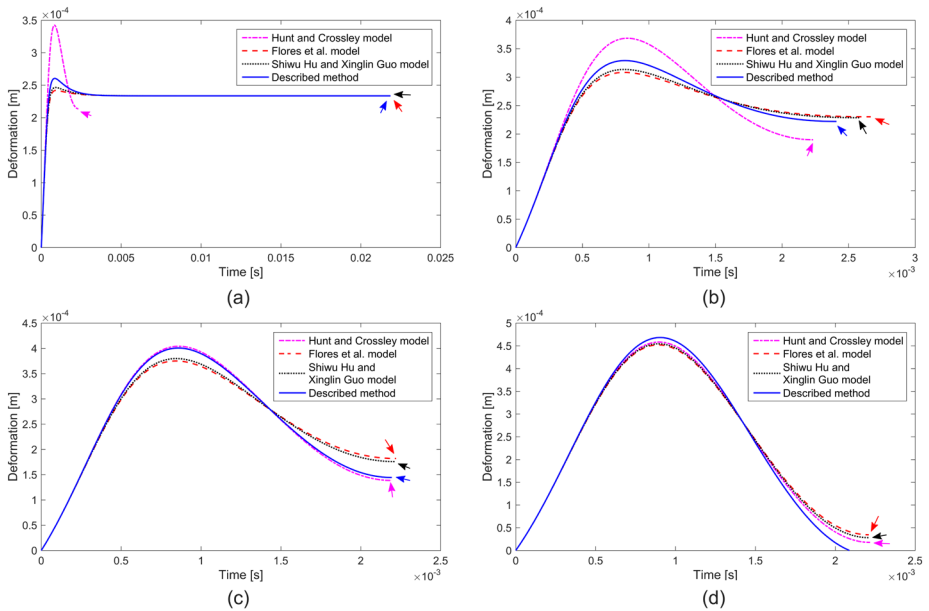 ×10⁻⁴
3.5
3
2.5
2
1.5
1
0.5
0
Deformation [m]
Hunt and Crossley model
Flores et al. model
Shiwu Hu and Xinglin Guo model
Described method
0 0.005 0.01 0.015 0.02 0.025
Time [s]
(a)
×10⁻⁴
4
3.5
3
2.5
2
1.5
1
0.5
0
Deformation [m]
Hunt and Crossley model
Flores et al. model
Shiwu Hu and Xinglin Guo model
Described method
0 0.5 1 1.5 2 2.5 3
Time [s]
×10⁻³
(b)
×10⁻⁴
4.5
4
3.5
3
2.5
2
1.5
1
0.5
0
Deformation [m]
Hunt and Crossley model
Flores et al. model
Shiwu Hu and
Xinglin Guo model
Described method
0 0.5 1 1.5 2 2.5
Time [s]
×10⁻³
(c)
×10⁻⁴
5
4.5
4
3.5
3
2.5
2
1.5
1
0.5
0
Deformation [m]
Hunt and Crossley model
Flores et al. model
Shiwu Hu and
Xinglin Guo model
Described method
0 0.5 1 1.5 2 2.5
Time [s]
×10⁻³
(d)